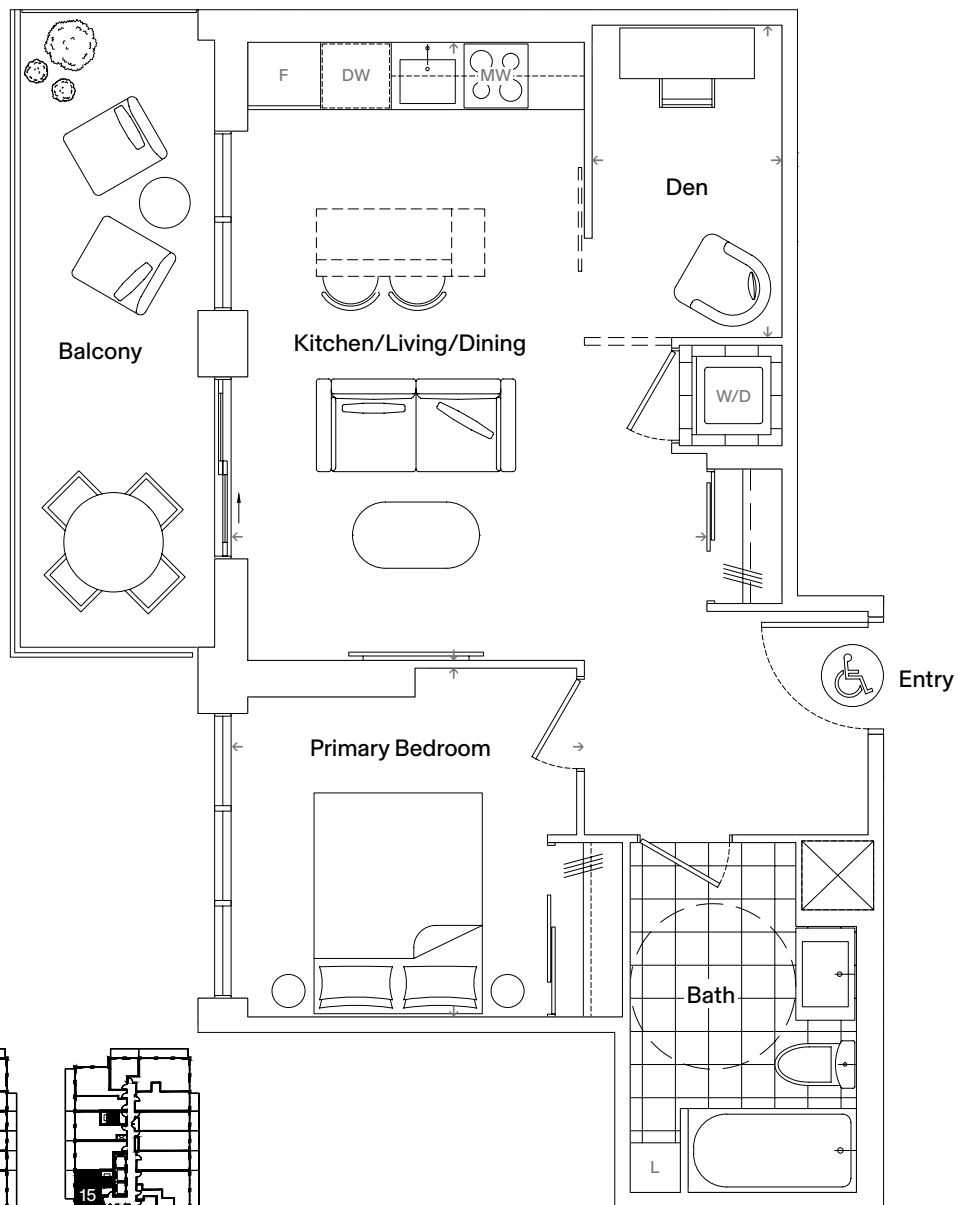 F
DW
MW
Den
Balcony
Kitchen/Living/Dining
W/D
Entry
Primary Bedroom
Bath
L
15